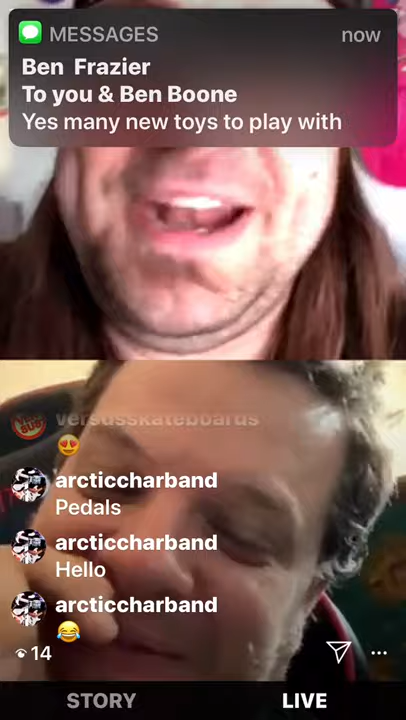 MESSAGES
now
Ben Frazier
To you & Ben Boone
Yes many new toys to play with
versusskateboards
😍
arcticcharband
Pedals
arcticcharband
Hello
arcticcharband
😂
14
STORY
LIVE